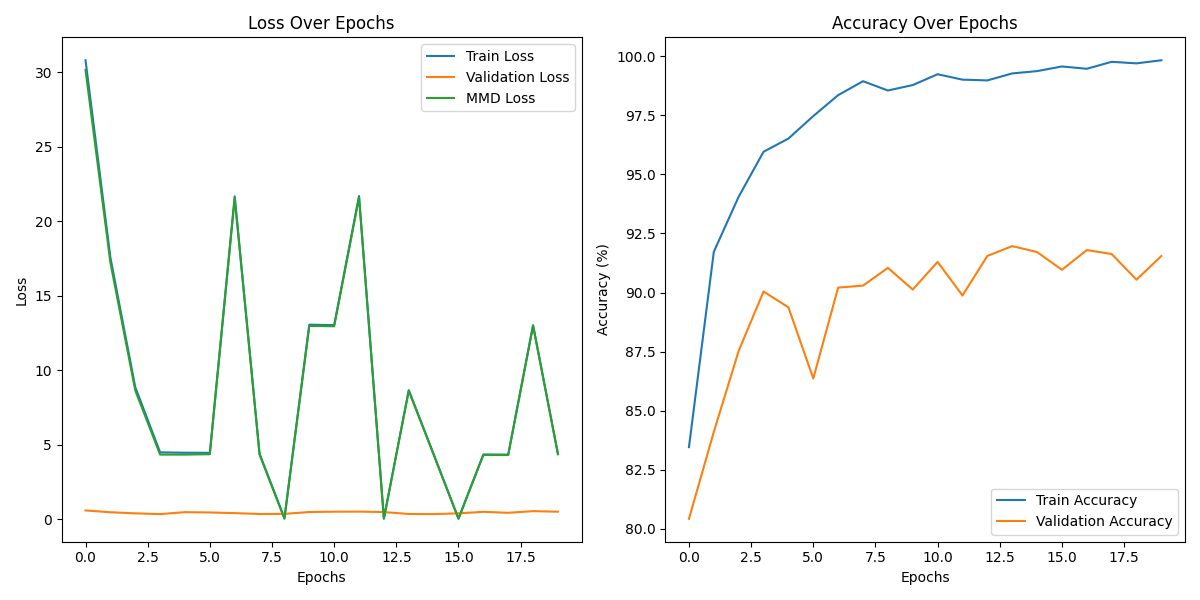 Loss Over Epochs
Train Loss
Validation Loss
MMD Loss
30
25
20
15
10
5
0
Loss
0.0 2.5 5.0 7.5 10.0 12.5 15.0 17.5
Epochs
Accuracy Over Epochs
100.0
97.5
95.0
92.5
90.0
87.5
85.0
82.5
80.0
Accuracy (%)
Train Accuracy
Validation Accuracy
0.0 2.5 5.0 7.5 10.0 12.5 15.0 17.5
Epochs